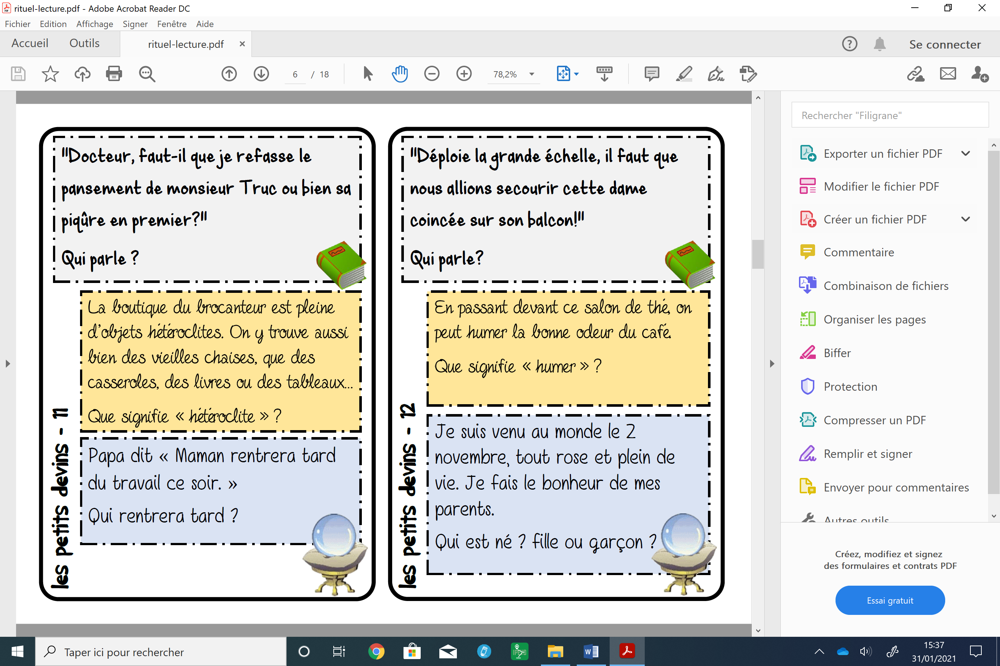 rituel-lecture.pdf - Adobe Acrobat Reader DC
Fichier Edition Affichage Signer Fenêtre Aide
Accueil Outils rituel-lecture.pdf Se connecter
6 / 18 78,2%
"Docteur, faut-il que je refasse le
pansement de monsieur Truc ou bien sa
piqûre en premier?"
Qui parle ?
La boutique du brocanteur est pleine
d'objets hétéroclites. On y trouve aussi
bien des vieilles chaises, que des
casseroles, des livres ou des tableaux...
Que signifie « hétéroclite » ?
Papa dit « Maman rentrera tard
du travail ce soir. »
Qui rentrera tard ?
les petits devins - 11
"Déploie la grande échelle, il faut que
nous allions secourir cette dame
coincée sur son balcon!"
Qui parle?
En passant devant ce salon de thé, on
peut humer la bonne odeur du café.
Que signifie « humer » ?
Je suis venu au monde le 2
novembre, tout rose et plein de
vie. Je fais le bonheur de mes
parents.
Qui est né ? fille ou garçon ?
les petits devins - 12
Rechercher "Filigrane"
Exporter un fichier PDF
Modifier le fichier PDF
Créer un fichier PDF
Commentaire
Combinaison de fichiers
Organiser les pages
Biffer
Protection
Compresser un PDF
Remplir et signer
Envoyer pour commentaires
Autres outils
Créez, modifiez et signez
des formulaires et contrats PDF
Essai gratuit
Taper ici pour rechercher
IPEVO
15:37
31/01/2021